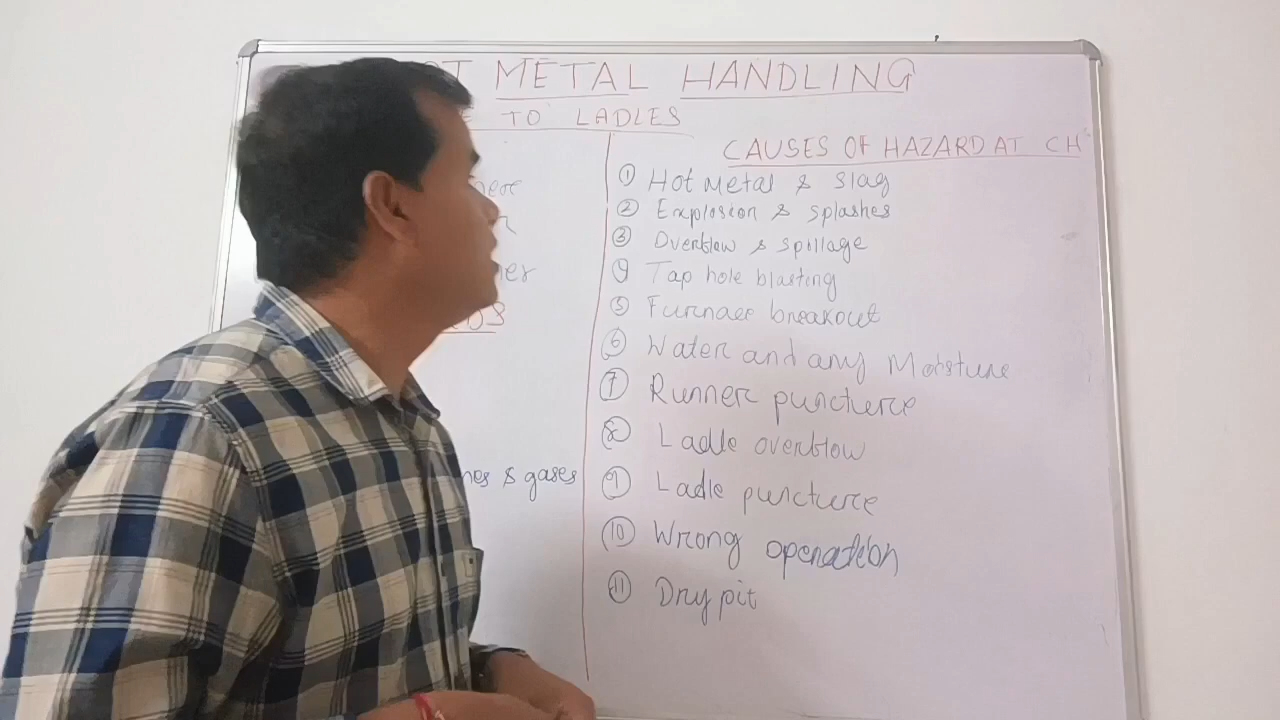 METAL HANDLING
TO LADLES
CAUSES OF HAZARD AT CH
① Hot Metal & Slag
② Explosion & splashes
③ Overflow & spillage
④ Tap hole blasting
⑤ Furnace breakout
⑥ Water and any Moisture
⑦ Runner puncture
⑧ Ladle overflow
⑨ Ladle puncture
⑩ Wrong operation
⑪ Dry pit
& gases